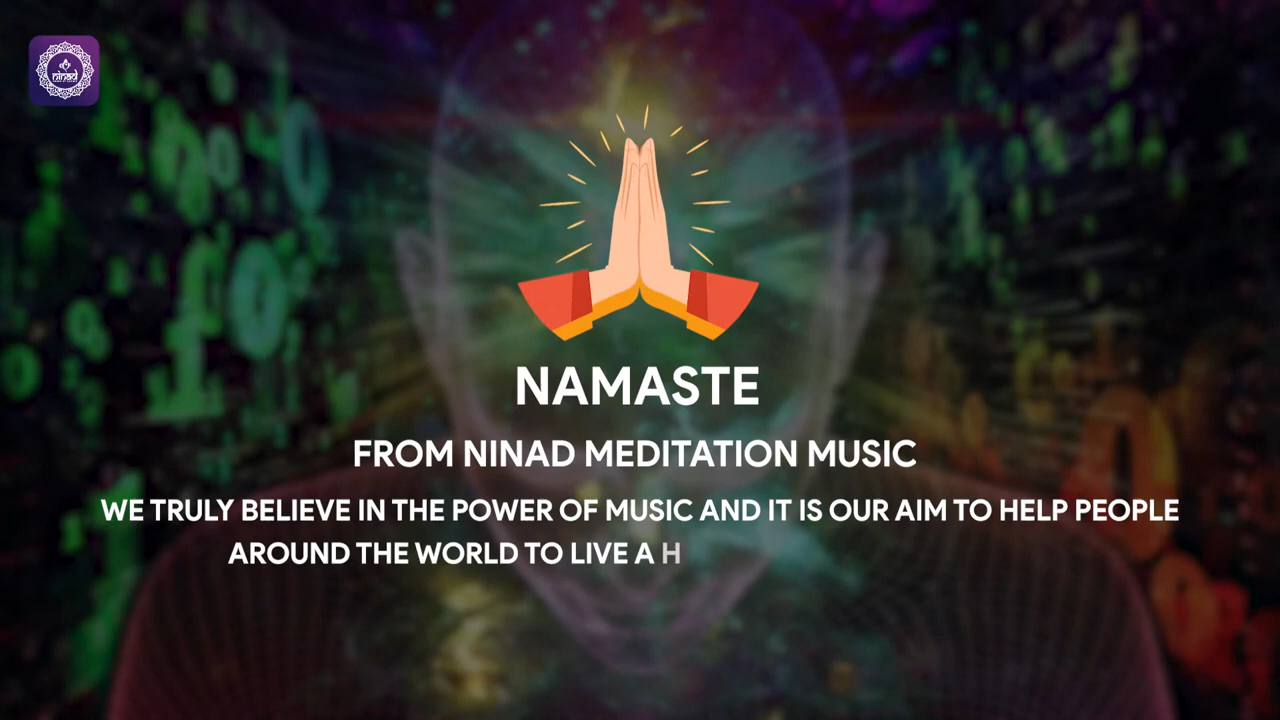 ninad
NAMASTE
FROM NINAD MEDITATION MUSIC
WE TRULY BELIEVE IN THE POWER OF MUSIC AND IT IS OUR AIM TO HELP PEOPLE
AROUND THE WORLD TO LIVE A H